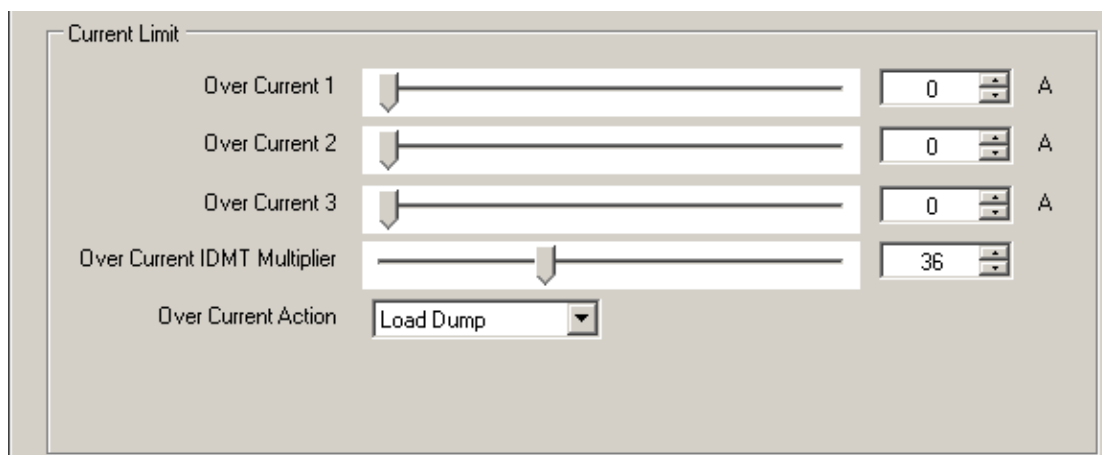 Current Limit
Over Current 1 0 A
Over Current 2 0 A
Over Current 3 0 A
Over Current IDMT Multiplier 36
Over Current Action Load Dump